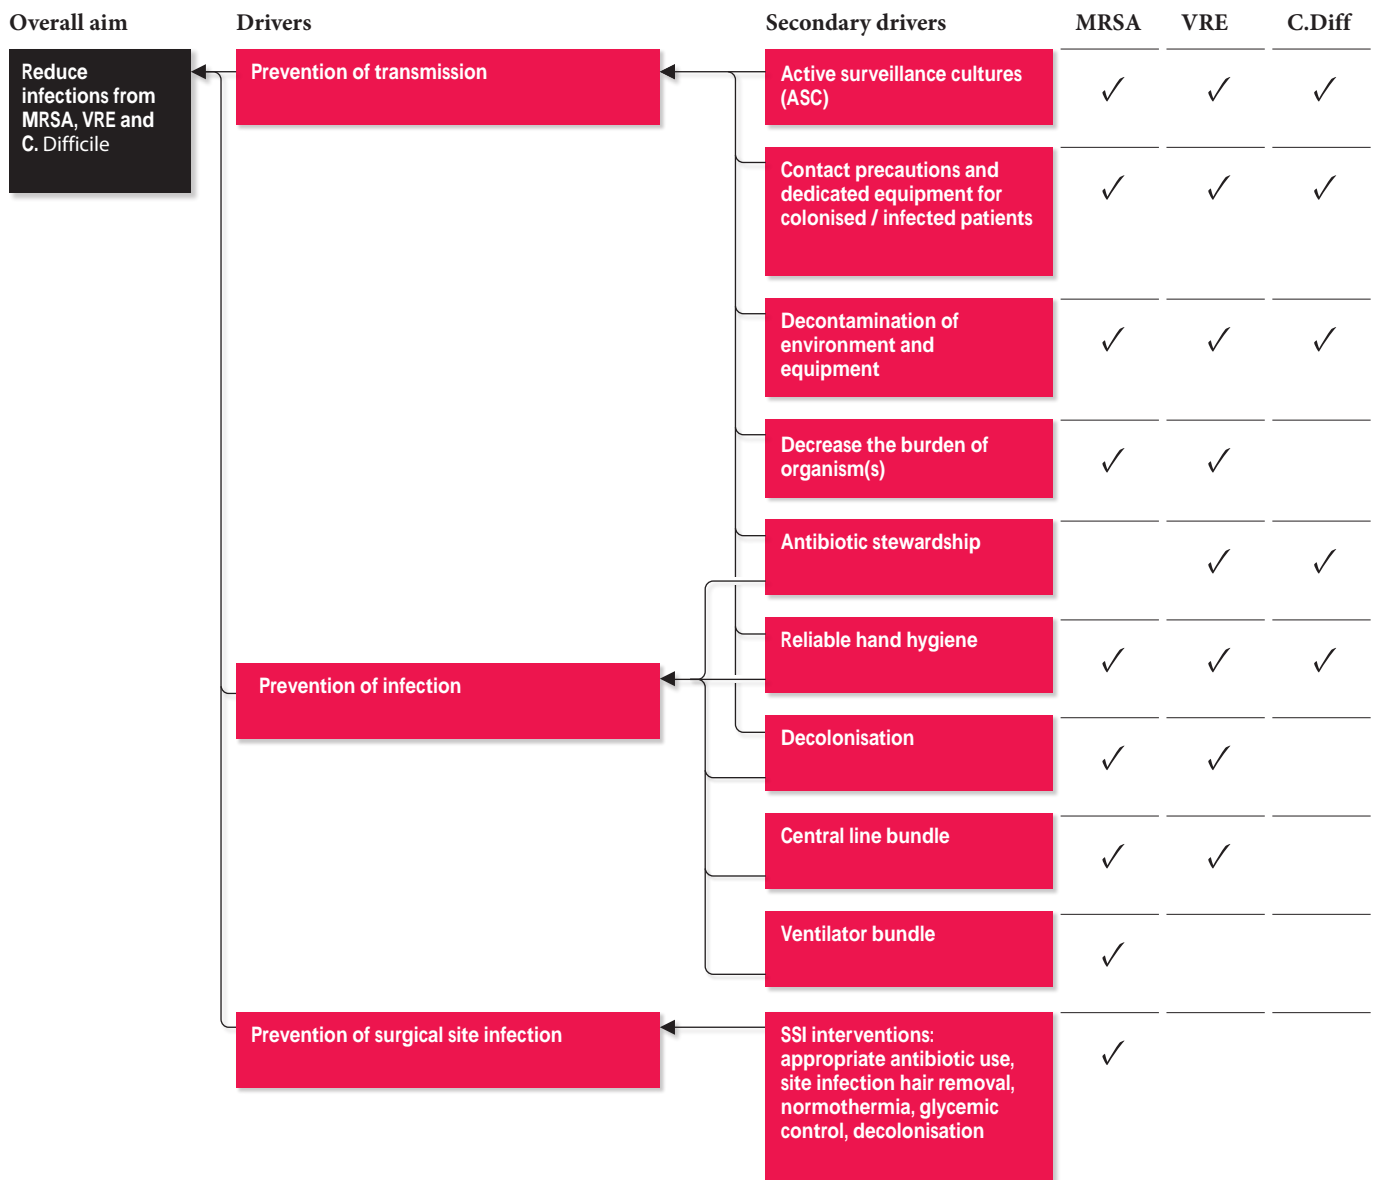 Overall aim
Drivers
Secondary drivers
MRSA
VRE
C.Diff
Reduce
infections from
MRSA, VRE and
C. Difficile
Prevention of transmission
Active surveillance cultures
(ASC)
✓ ✓ ✓
Contact precautions and
dedicated equipment for
colonised / infected patients
✓ ✓ ✓
Decontamination of
environment and
equipment
✓ ✓ ✓
Decrease the burden of
organism(s)
✓ ✓
Antibiotic stewardship
✓ ✓
Reliable hand hygiene
✓ ✓ ✓
Prevention of infection
Decolonisation
✓ ✓
Central line bundle
✓ ✓
Ventilator bundle
✓
Prevention of surgical site infection
SSI interventions:
appropriate antibiotic use,
site infection hair removal,
normothermia, glycemic
control, decolonisation
✓